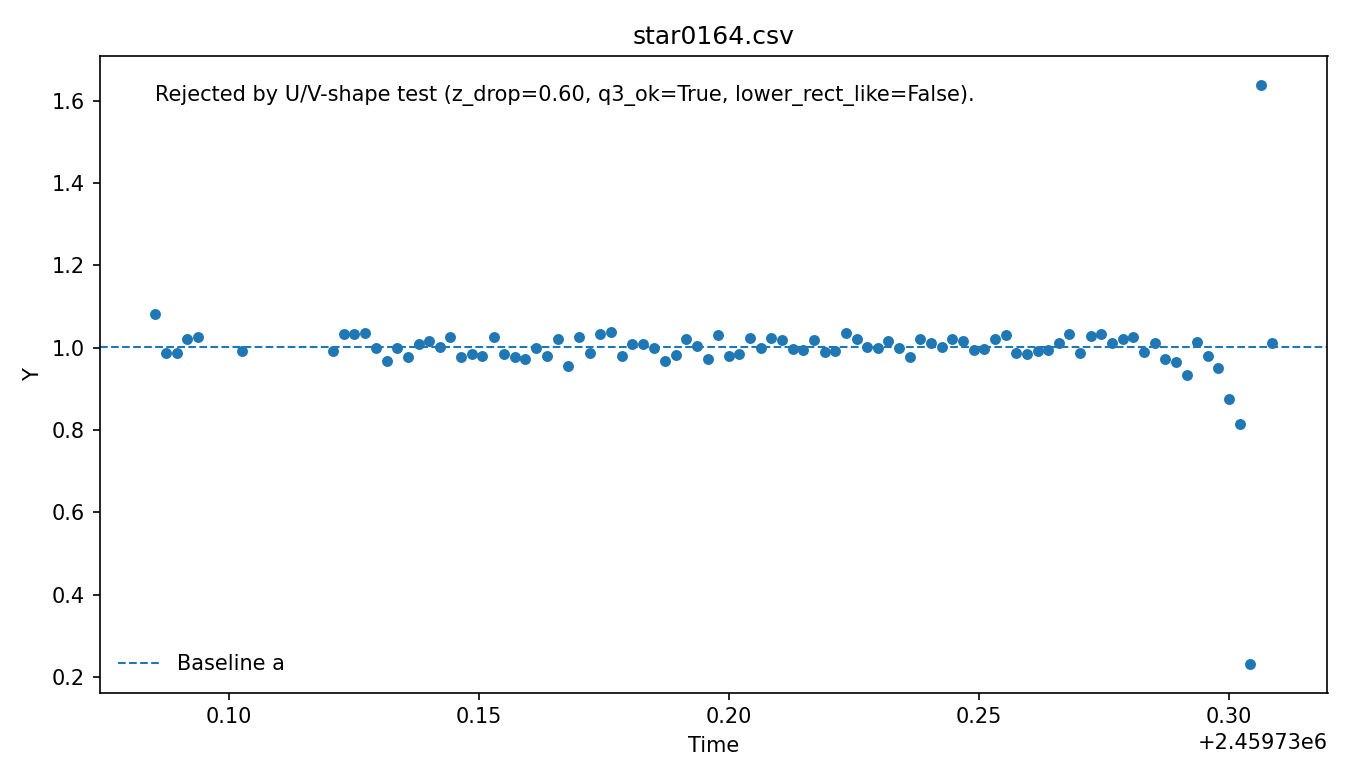 star0164.csv
Rejected by U/V-shape test (z_drop=0.60, q3_ok=True, lower_rect_like=False).
1.6
1.4
1.2
1.0
0.8
0.6
0.4
0.2
Y
Baseline a
0.10 0.15 0.20 0.25 0.30
Time
+2.45973e6